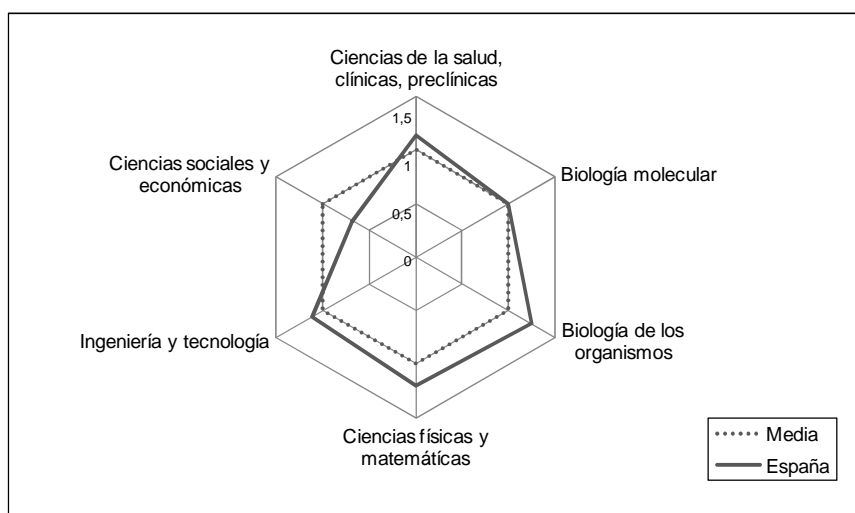 Ciencias de la salud,
clínicas, preclínicas
1,5
Ciencias sociales y
económicas
1
Biología molecular
0,5
0
Ingeniería y tecnología
Biología de los
organismos
Ciencias físicas y
matemáticas
Media
España